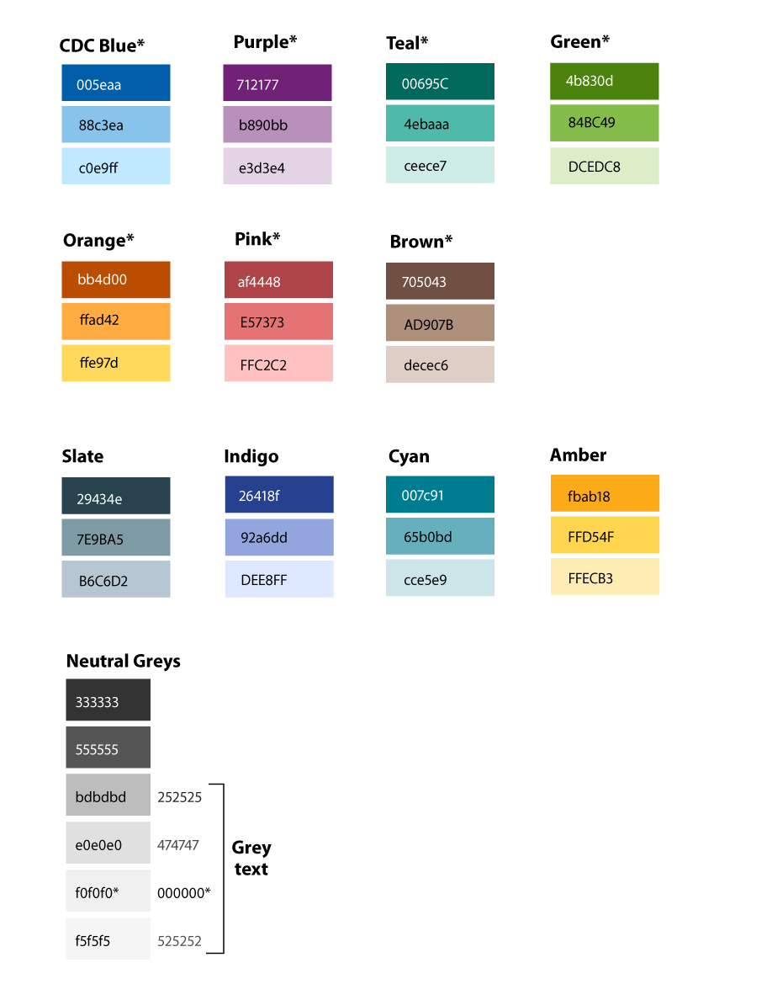 CDC Blue*
005eaa
88c3ea
c0e9ff
Purple*
712177
b890bb
e3d3e4
Teal*
00695C
4ebaaa
ceece7
Green*
4b830d
84BC49
DCEDC8
Orange*
bb4d00
ffad42
ffe97d
Pink*
af4448
E57373
FFC2C2
Brown*
705043
AD907B
decec6
Slate
29434e
7E9BA5
B6C6D2
Indigo
26418f
92a6dd
DEE8FF
Cyan
007c91
65b0bd
cce5e9
Amber
fbab18
FFD54F
FFECB3
Neutral Greys
333333
555555
bdbdbd 252525
e0e0e0 474747
f0f0f0* 000000*
f5f5f5 525252
Grey
text